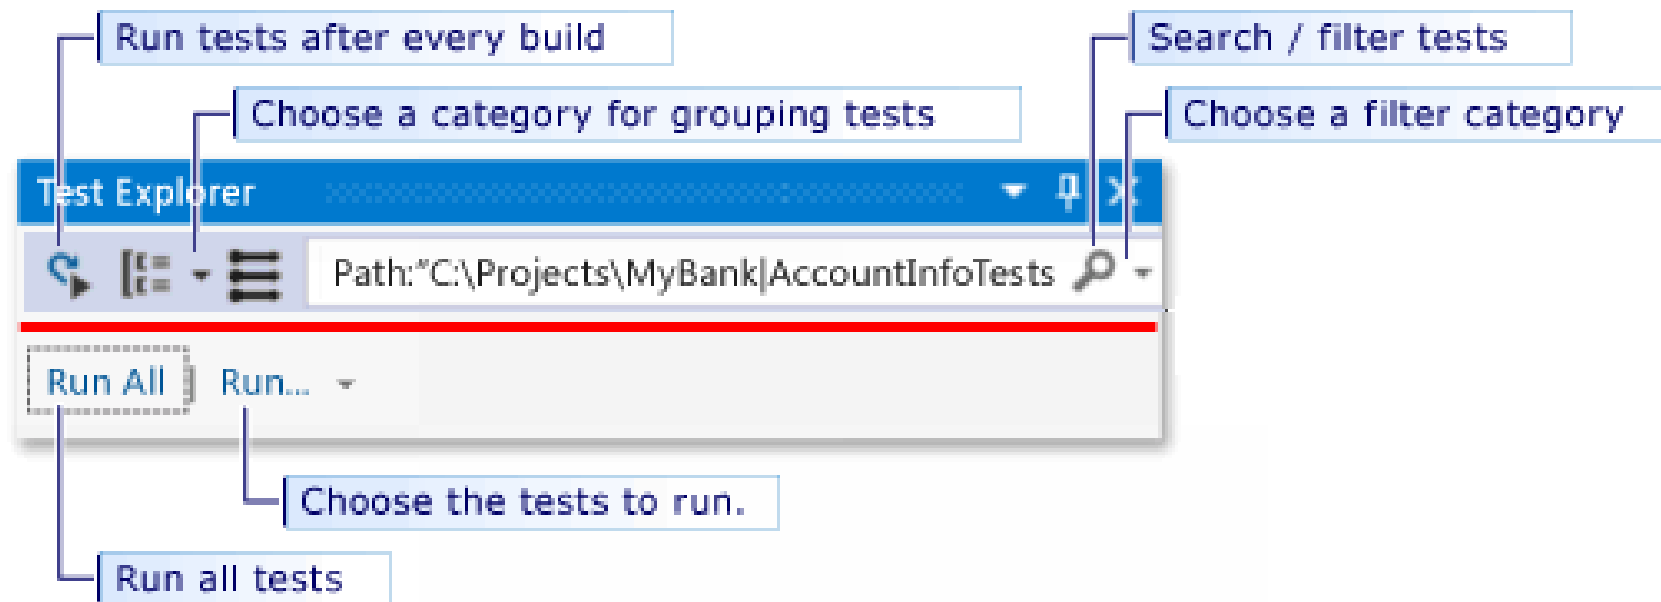 Run tests after every build
Search / filter tests
Choose a category for grouping tests
Choose a filter category
Test Explorer
Path:"C:\Projects\MyBank|AccountInfoTests
Run All | Run...
Choose the tests to run.
Run all tests